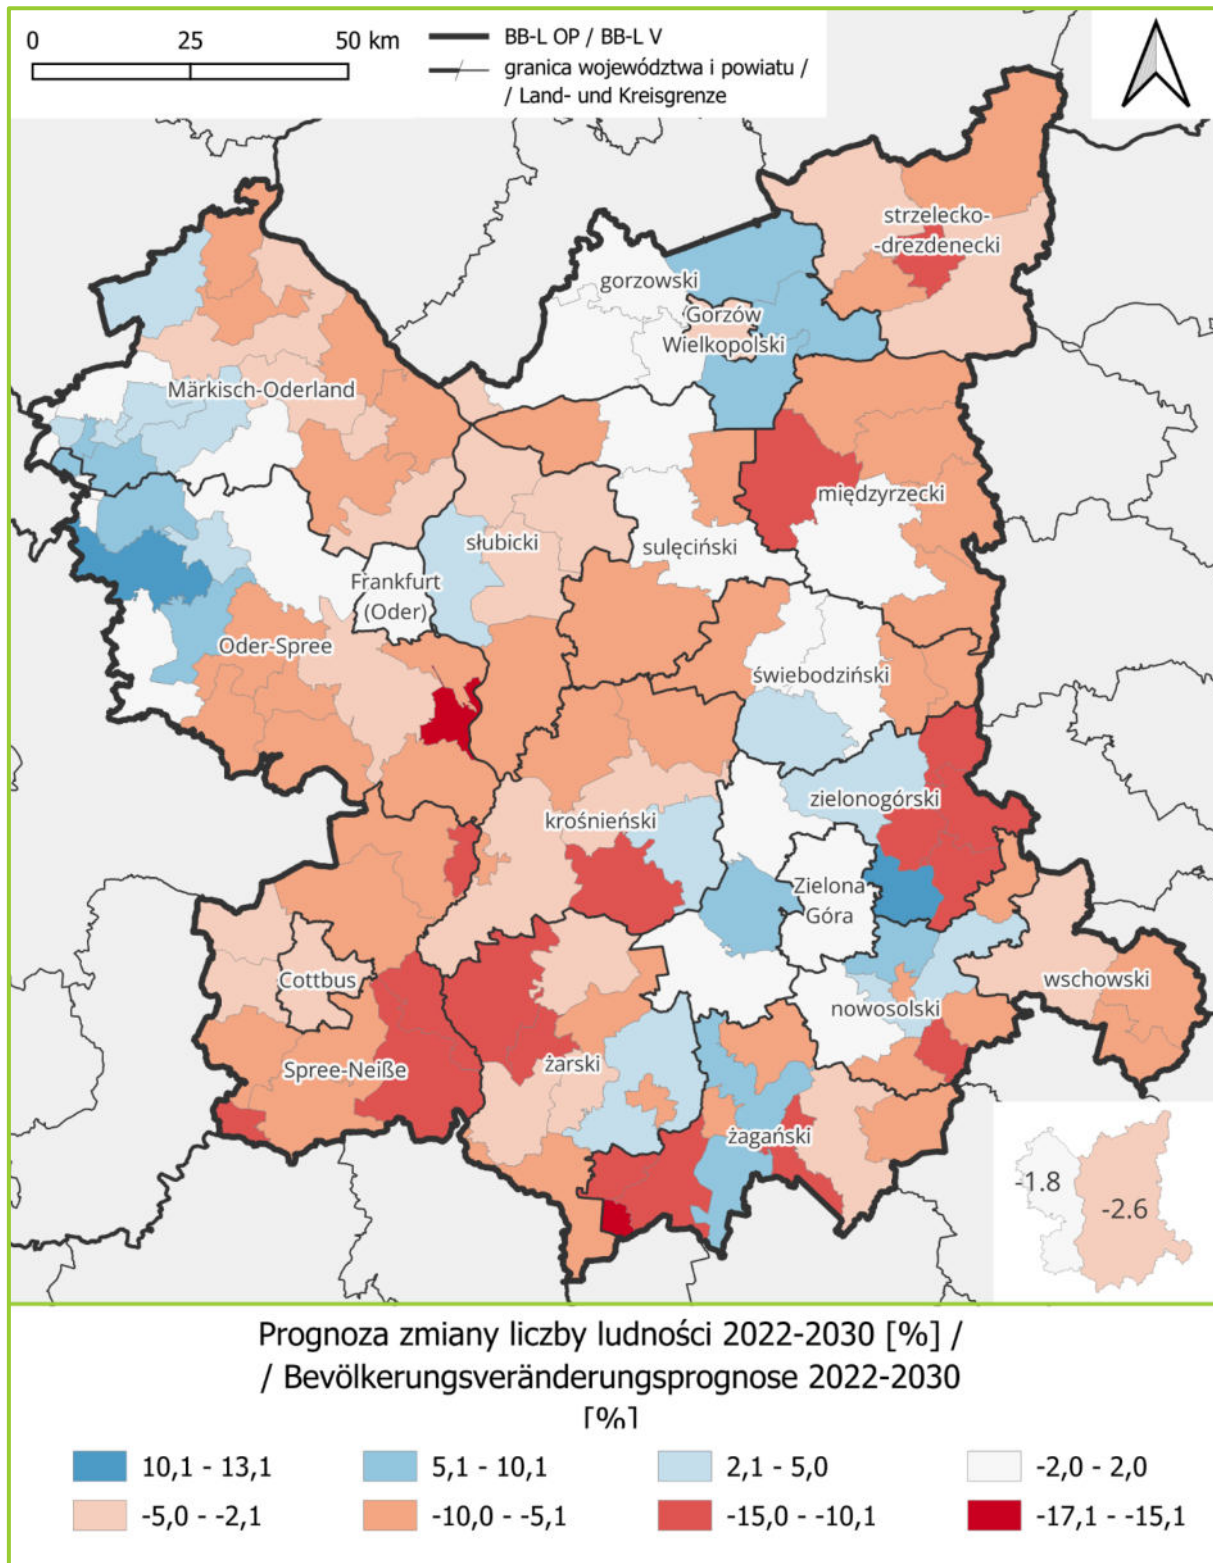 0 25 50 km
BB-L OP / BB-L V
granica województwa i powiatu /
/ Land- und Kreisgrenze
strzelecko-
-drezdenecki
gorzowski
Gorzów
Wielkopolski
Märkisch-Oderland
międzyrzecki
słubicki
sulęciński
Frankfurt
(Oder)
Oder-Spree
świebodziński
zielonogórski
krośnieński
Zielona
Góra
Cottbus
wschowski
nowosolski
Spree-Neiße
żarski
żagański
-1.8
-2.6
Prognoza zmiany liczby ludności 2022-2030 [%] /
/ Bevölkerungsveränderungsprognose 2022-2030
[%]
10,1 - 13,1 5,1 - 10,1 2,1 - 5,0 -2,0 - 2,0
-5,0 - -2,1 -10,0 - -5,1 -15,0 - -10,1 -17,1 - -15,1